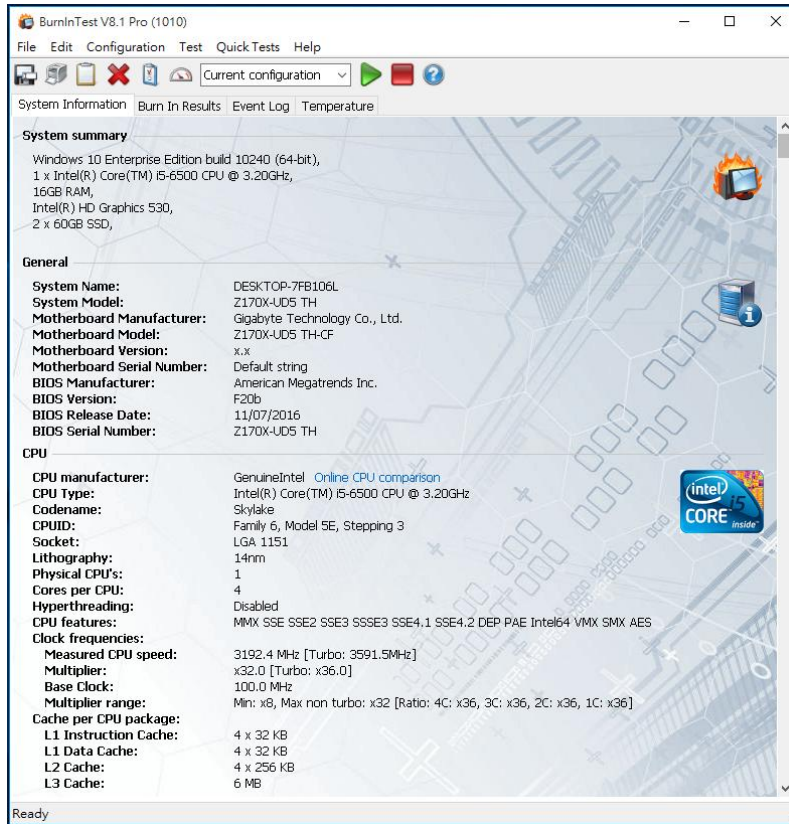 BurnInTest V8.1 Pro (1010)
File Edit Configuration Test Quick Tests Help
Current configuration
System Information Burn In Results Event Log Temperature
System summary
Windows 10 Enterprise Edition build 10240 (64-bit),
1 x Intel(R) Core(TM) i5-6500 CPU @ 3.20GHz,
16GB RAM,
Intel(R) HD Graphics 530,
2 x 60GB SSD,
General
System Name: DESKTOP-7FB106L
System Model: Z170X-UD5 TH
Motherboard Manufacturer: Gigabyte Technology Co., Ltd.
Motherboard Model: Z170X-UD5 TH-CF
Motherboard Version: x.x
Motherboard Serial Number: Default string
BIOS Manufacturer: American Megatrends Inc.
BIOS Version: F20b
BIOS Release Date: 11/07/2016
BIOS Serial Number: Z170X-UD5 TH
CPU
CPU manufacturer: GenuineIntel Online CPU comparison
CPU Type: Intel(R) Core(TM) i5-6500 CPU @ 3.20GHz
Codename: Skylake
CPUID: Family 6, Model 5E, Stepping 3
Socket: LGA 1151
Lithography: 14nm
Physical CPU's: 1
Cores per CPU: 4
Hyperthreading: Disabled
CPU features: MMX SSE SSE2 SSE3 SSSE3 SSE4.1 SSE4.2 DEP PAE Intel64 VMX SMX AES
Clock frequencies:
Measured CPU speed: 3192.4 MHz [Turbo: 3591.5MHz]
Multiplier: x32.0 [Turbo: x36.0]
Base Clock: 100.0 MHz
Multiplier range: Min: x8, Max non turbo: x32 [Ratio: 4C: x36, 3C: x36, 2C: x36, 1C: x36]
Cache per CPU package:
L1 Instruction Cache: 4 x 32 KB
L1 Data Cache: 4 x 32 KB
L2 Cache: 4 x 256 KB
L3 Cache: 6 MB
intel
CORE i5
inside
Ready